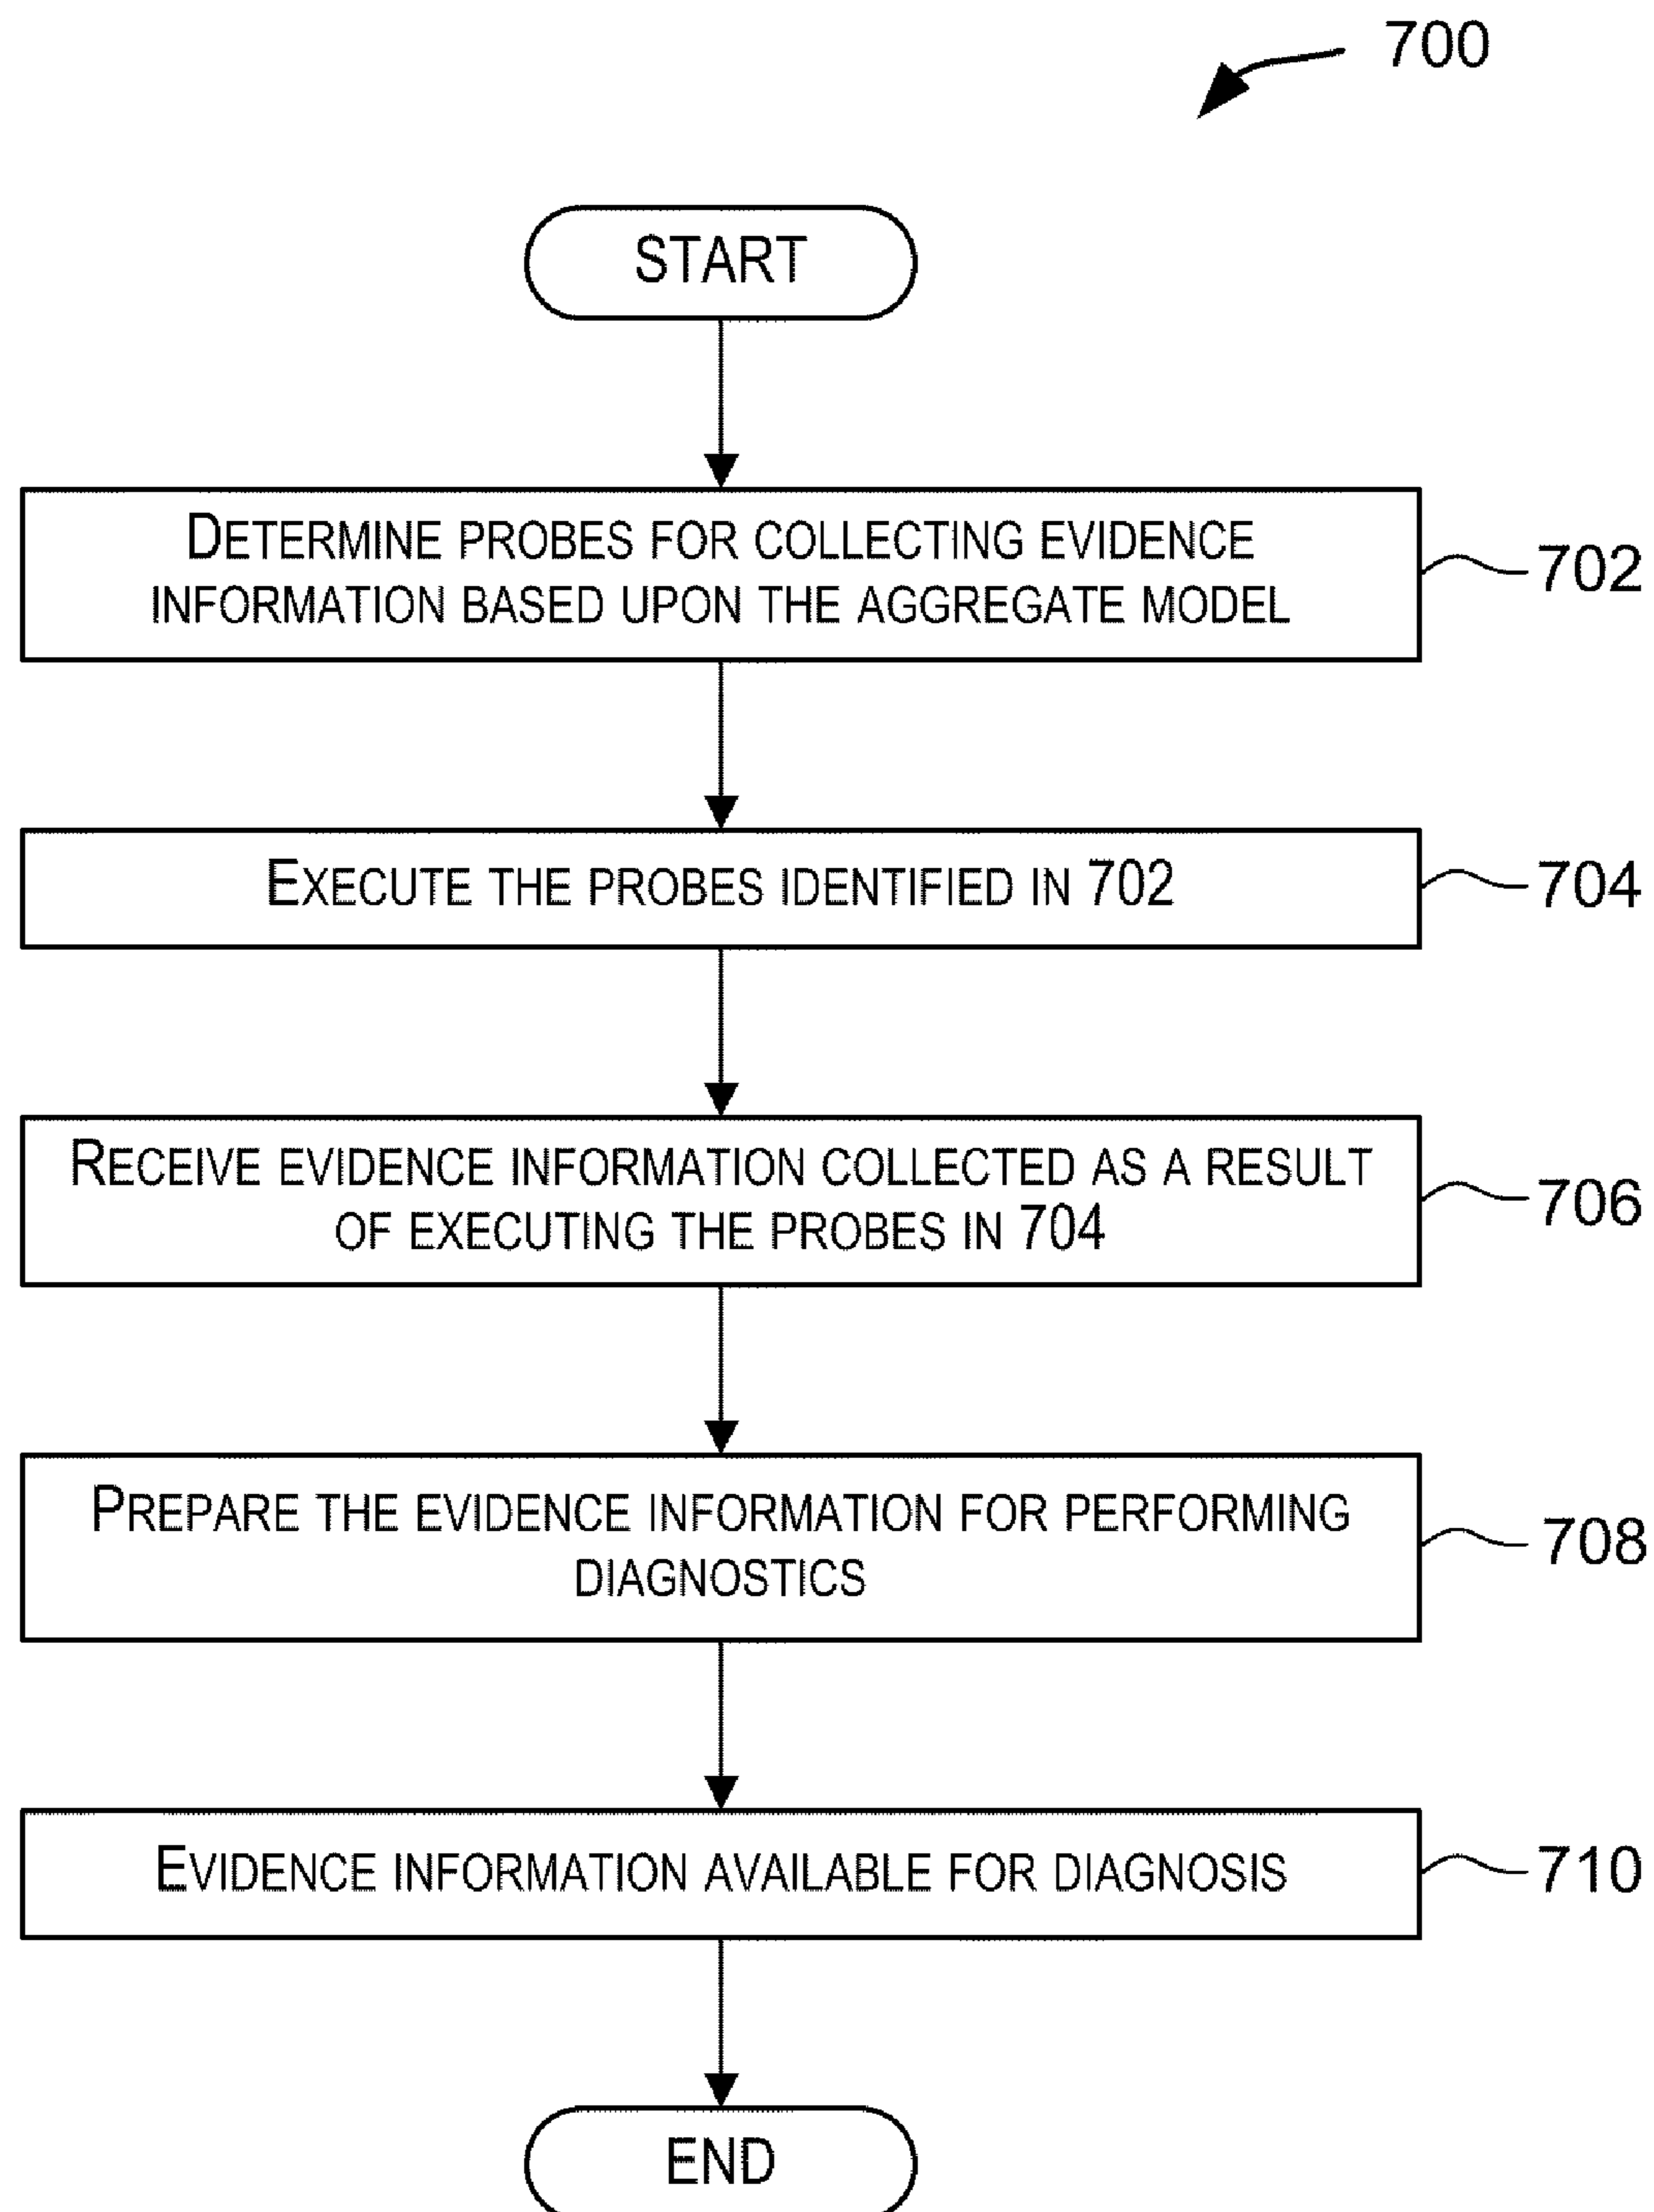 700
START
DETERMINE PROBES FOR COLLECTING EVIDENCE
INFORMATION BASED UPON THE AGGREGATE MODEL
702
EXECUTE THE PROBES IDENTIFIED IN 702
704
RECEIVE EVIDENCE INFORMATION COLLECTED AS A RESULT
OF EXECUTING THE PROBES IN 704
706
PREPARE THE EVIDENCE INFORMATION FOR PERFORMING
DIAGNOSTICS
708
EVIDENCE INFORMATION AVAILABLE FOR DIAGNOSIS
710
END